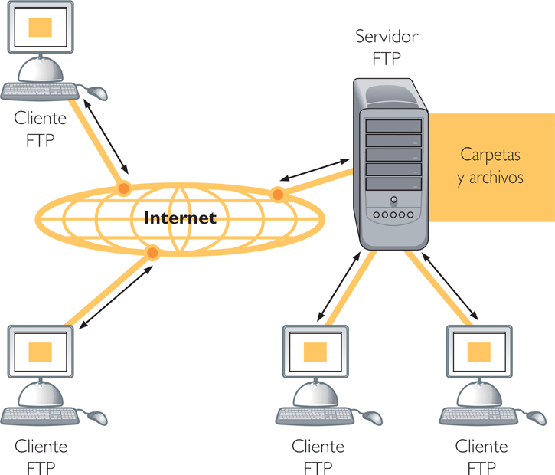 Servidor
FTP
Cliente
FTP
Carpetas
y archivos
Internet
Cliente
FTP
Cliente
FTP
Cliente
FTP